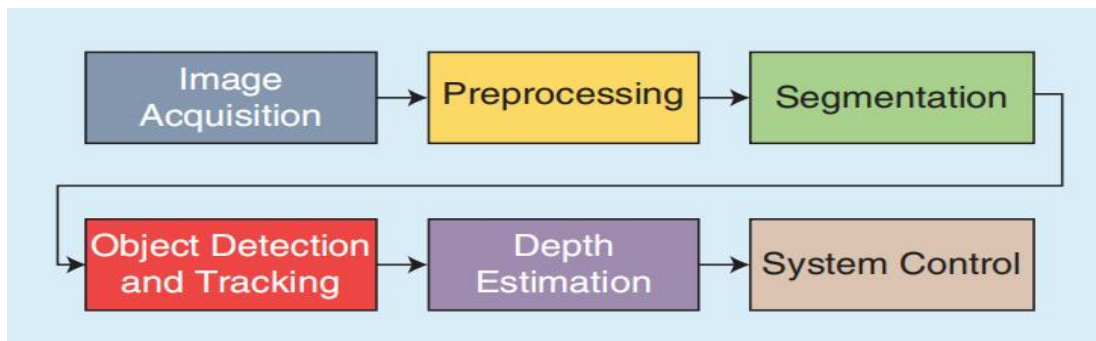 Image
Acquisition
Preprocessing
Segmentation
Object Detection
and Tracking
Depth
Estimation
System Control